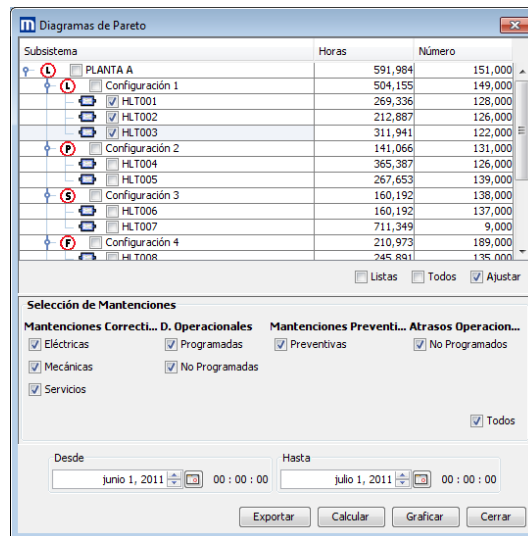 Diagramas de Pareto
Subsistema Horas Número
L PLANTA A 591,984 151,000
L Configuración 1 504,155 149,000
HLT001 269,336 128,000
HLT002 212,887 126,000
HLT003 311,941 122,000
P Configuración 2 141,066 131,000
HLT004 365,387 126,000
HLT005 267,653 139,000
S Configuración 3 160,192 138,000
HLT006 160,192 137,000
HLT007 711,349 9,000
F Configuración 4 210,973 189,000
HLT008 245,891 135,000
Listas Todos Ajustar
Selección de Mantenciones
Mantenciones Correcti... D. Operacionales Mantenciones Preventi... Atrasos Operacion...
Eléctricas Programadas Preventivas No Programados
Mecánicas No Programadas
Servicios
Todos
Desde Hasta
junio 1, 2011 00 : 00 : 00 julio 1, 2011 00 : 00 : 00
Exportar Calcular Graficar Cerrar